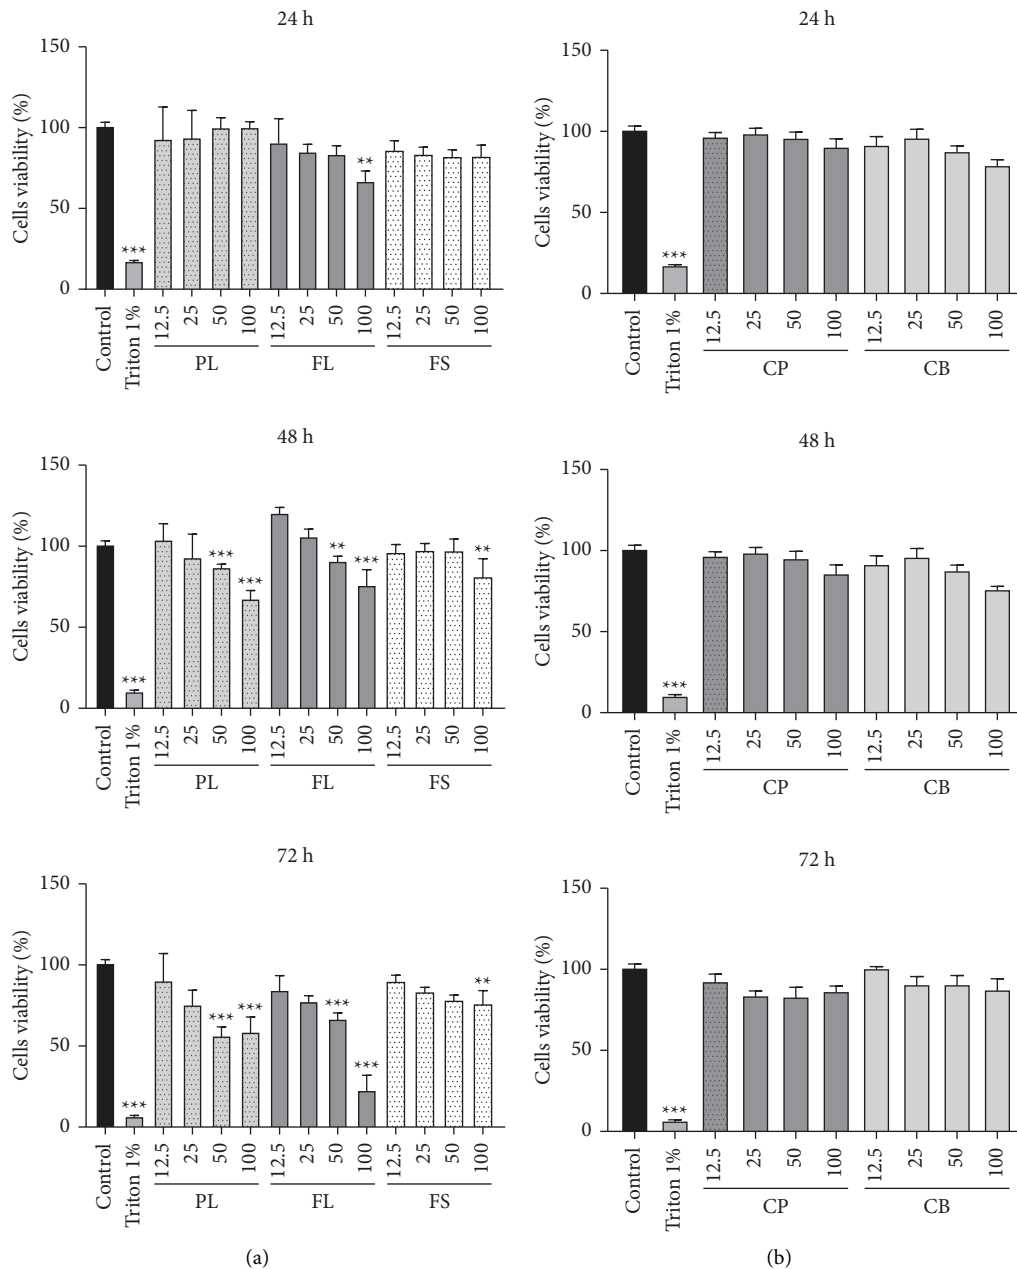 24 h
Cells viability (%)
150
100
50
0
*** **
Control
Triton 1%
12.5 25 50 100 12.5 25 50 100 12.5 25 50 100
PL FL FS
24 h
Cells viability (%)
150
100
50
0
***
Control
Triton 1%
12.5 25 50 100 12.5 25 50 100
CP CB
48 h
Cells viability (%)
150
100
50
0
*** *** *** ** *** **
Control
Triton 1%
12.5 25 50 100 12.5 25 50 100 12.5 25 50 100
PL FL FS
48 h
Cells viability (%)
150
100
50
0
***
Control
Triton 1%
12.5 25 50 100 12.5 25 50 100
CP CB
72 h
Cells viability (%)
150
100
50
0
*** *** *** *** *** **
Control
Triton 1%
12.5 25 50 100 12.5 25 50 100 12.5 25 50 100
PL FL FS
(a)
72 h
Cells viability (%)
150
100
50
0
***
Control
Triton 1%
12.5 25 50 100 12.5 25 50 100
CP CB
(b)